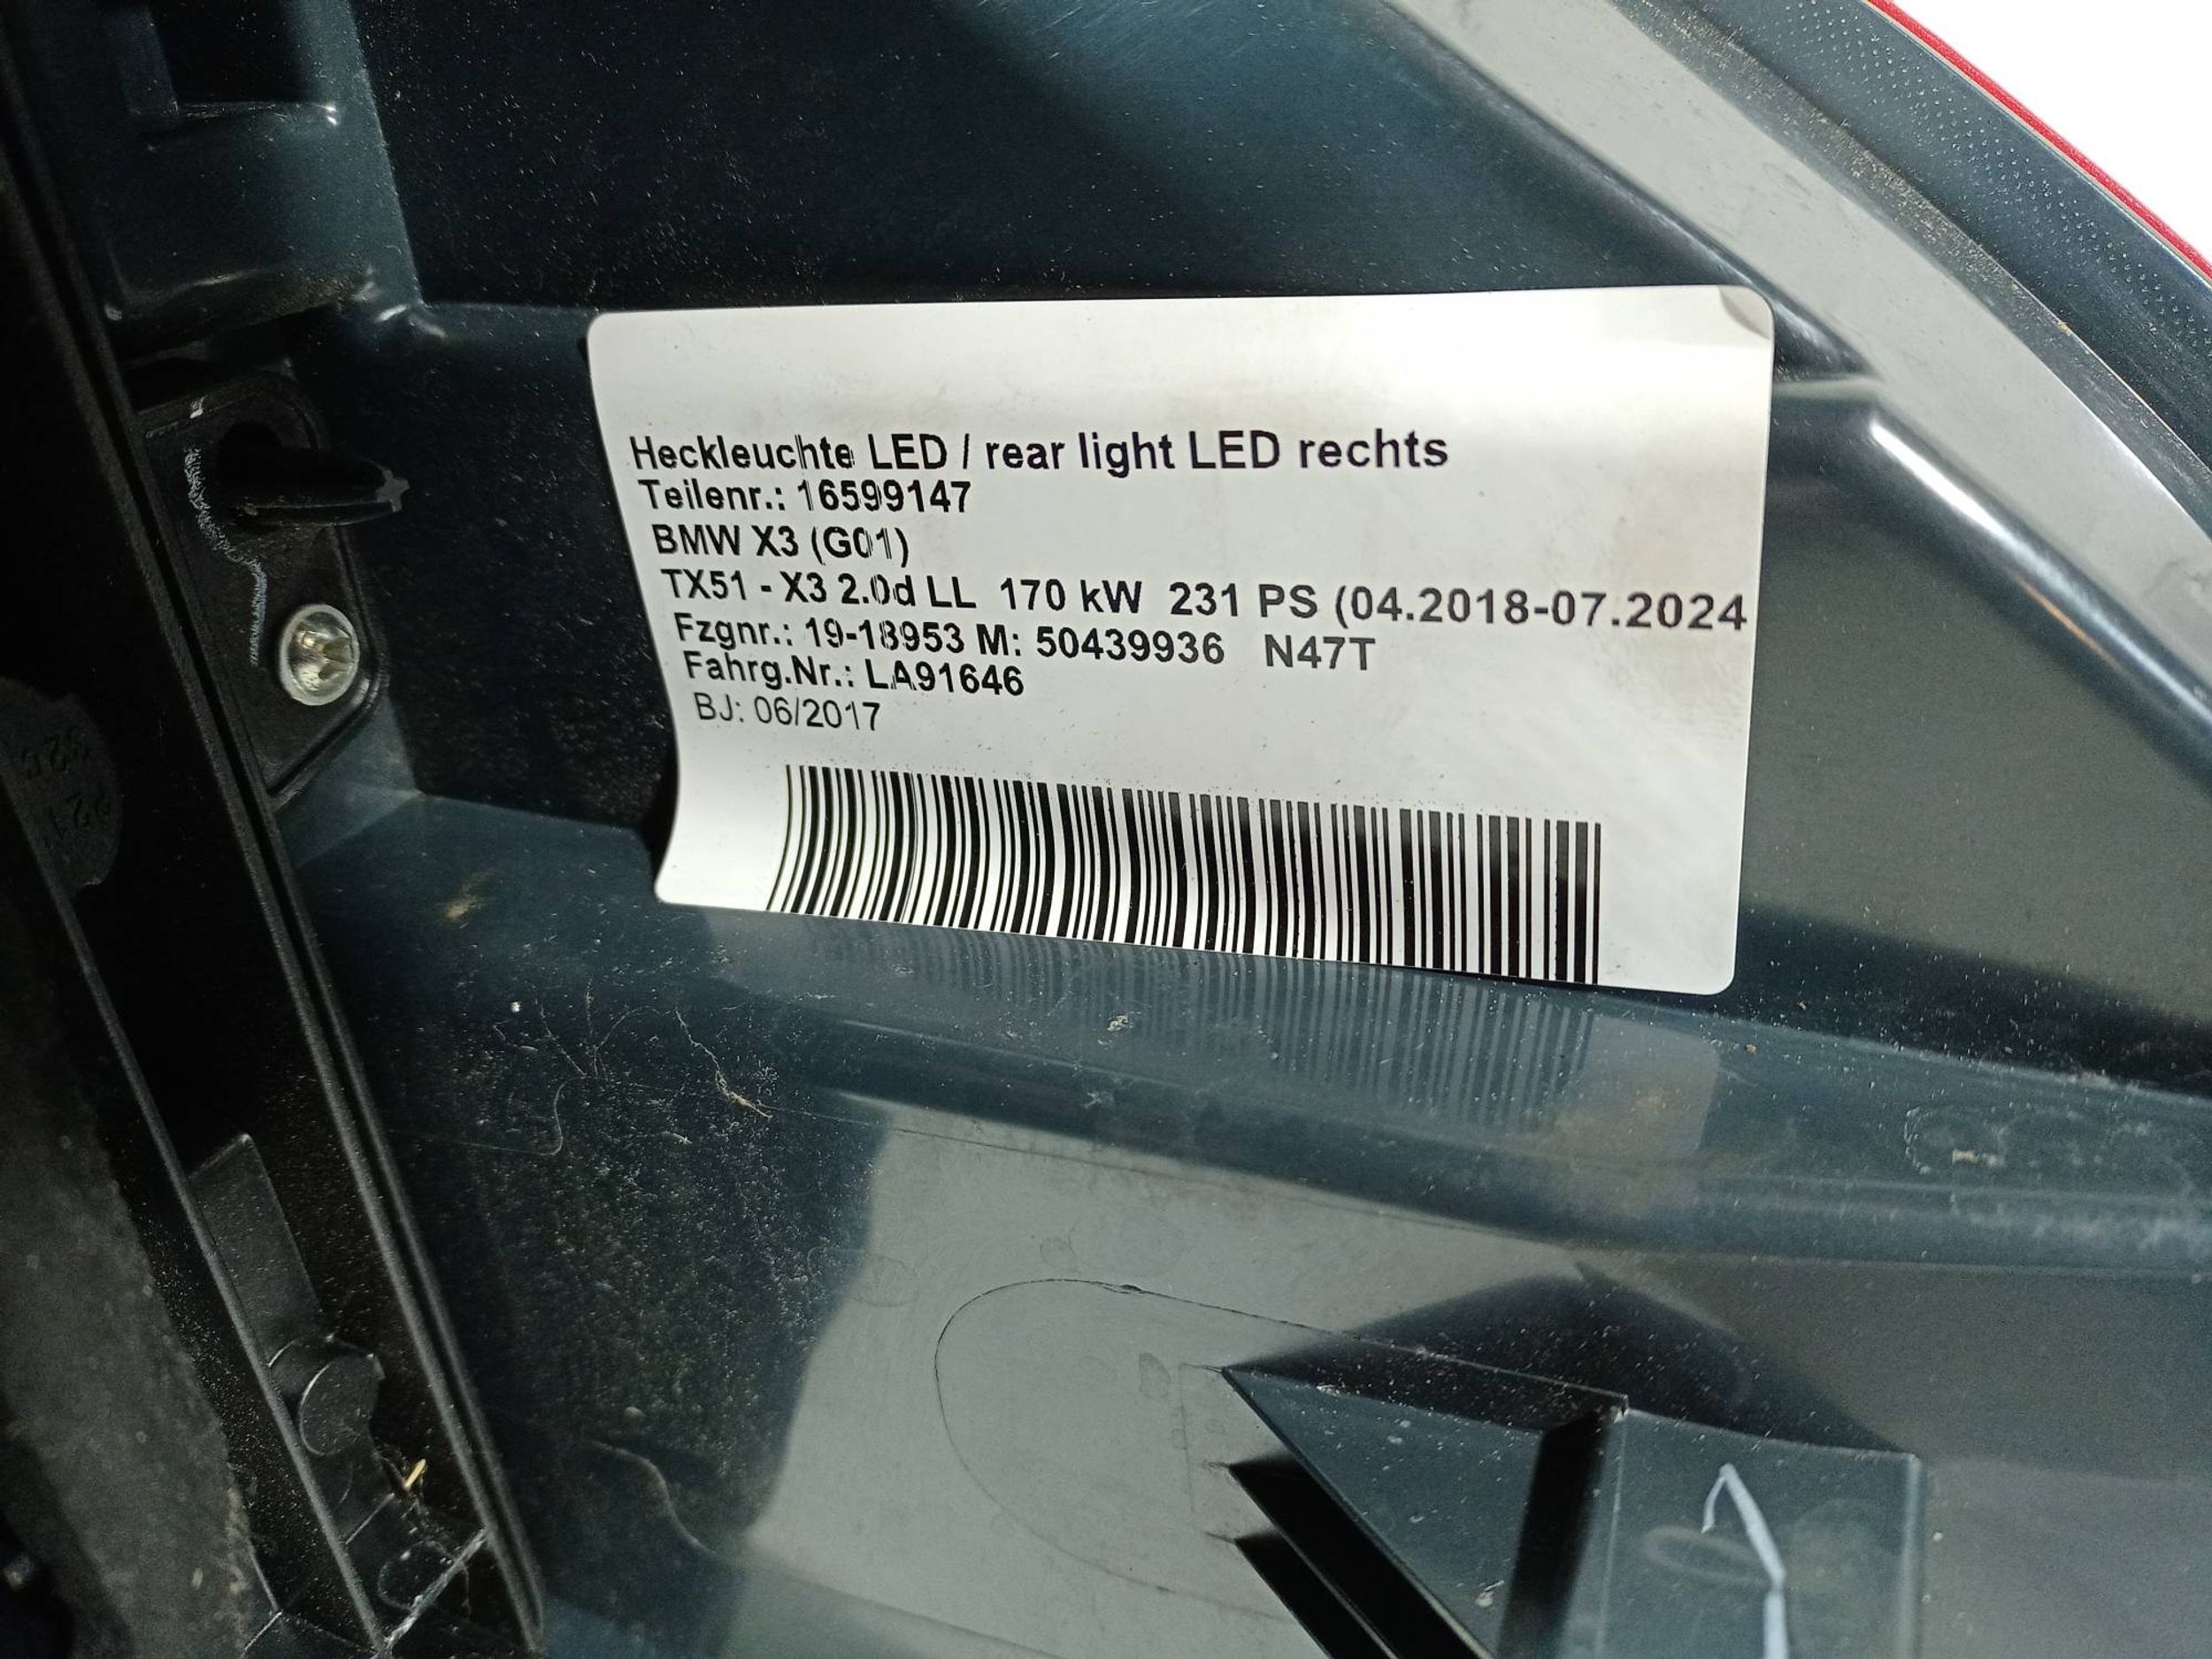 Heckleuchte LED / rear light LED rechts
Teilenr.: 16599147
BMW X3 (G01)
TX51 - X3 2.0d LL 170 kW 231 PS (04.2018-07.2024
Fzgnr.: 19-18953 M: 50439936 N47T
Fahrg.Nr.: LA91646
BJ: 06/2017